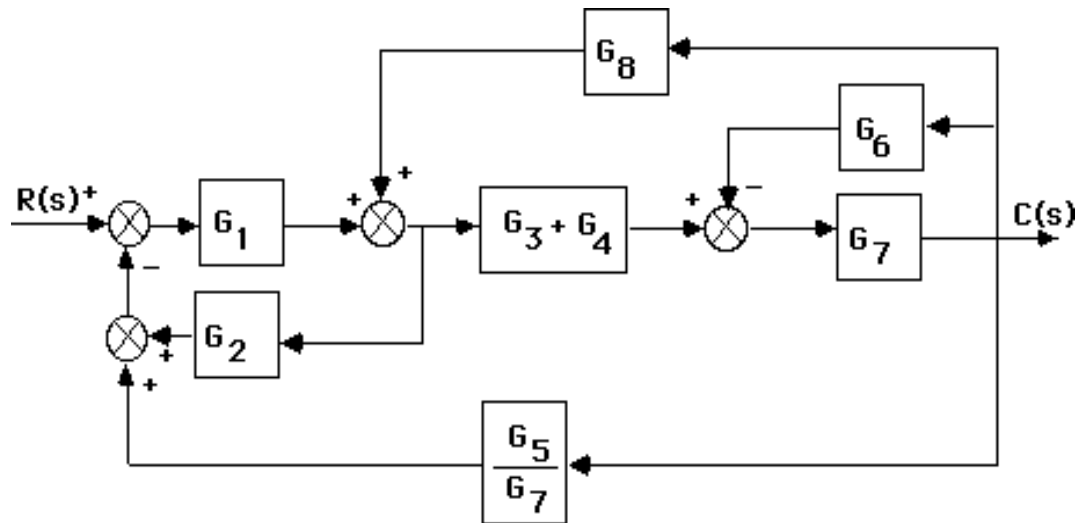 G8
G6
R(s)+
+
+
G1
G3 + G4
+
−
G7
C(s)
−
G2
+
+
G5
G7